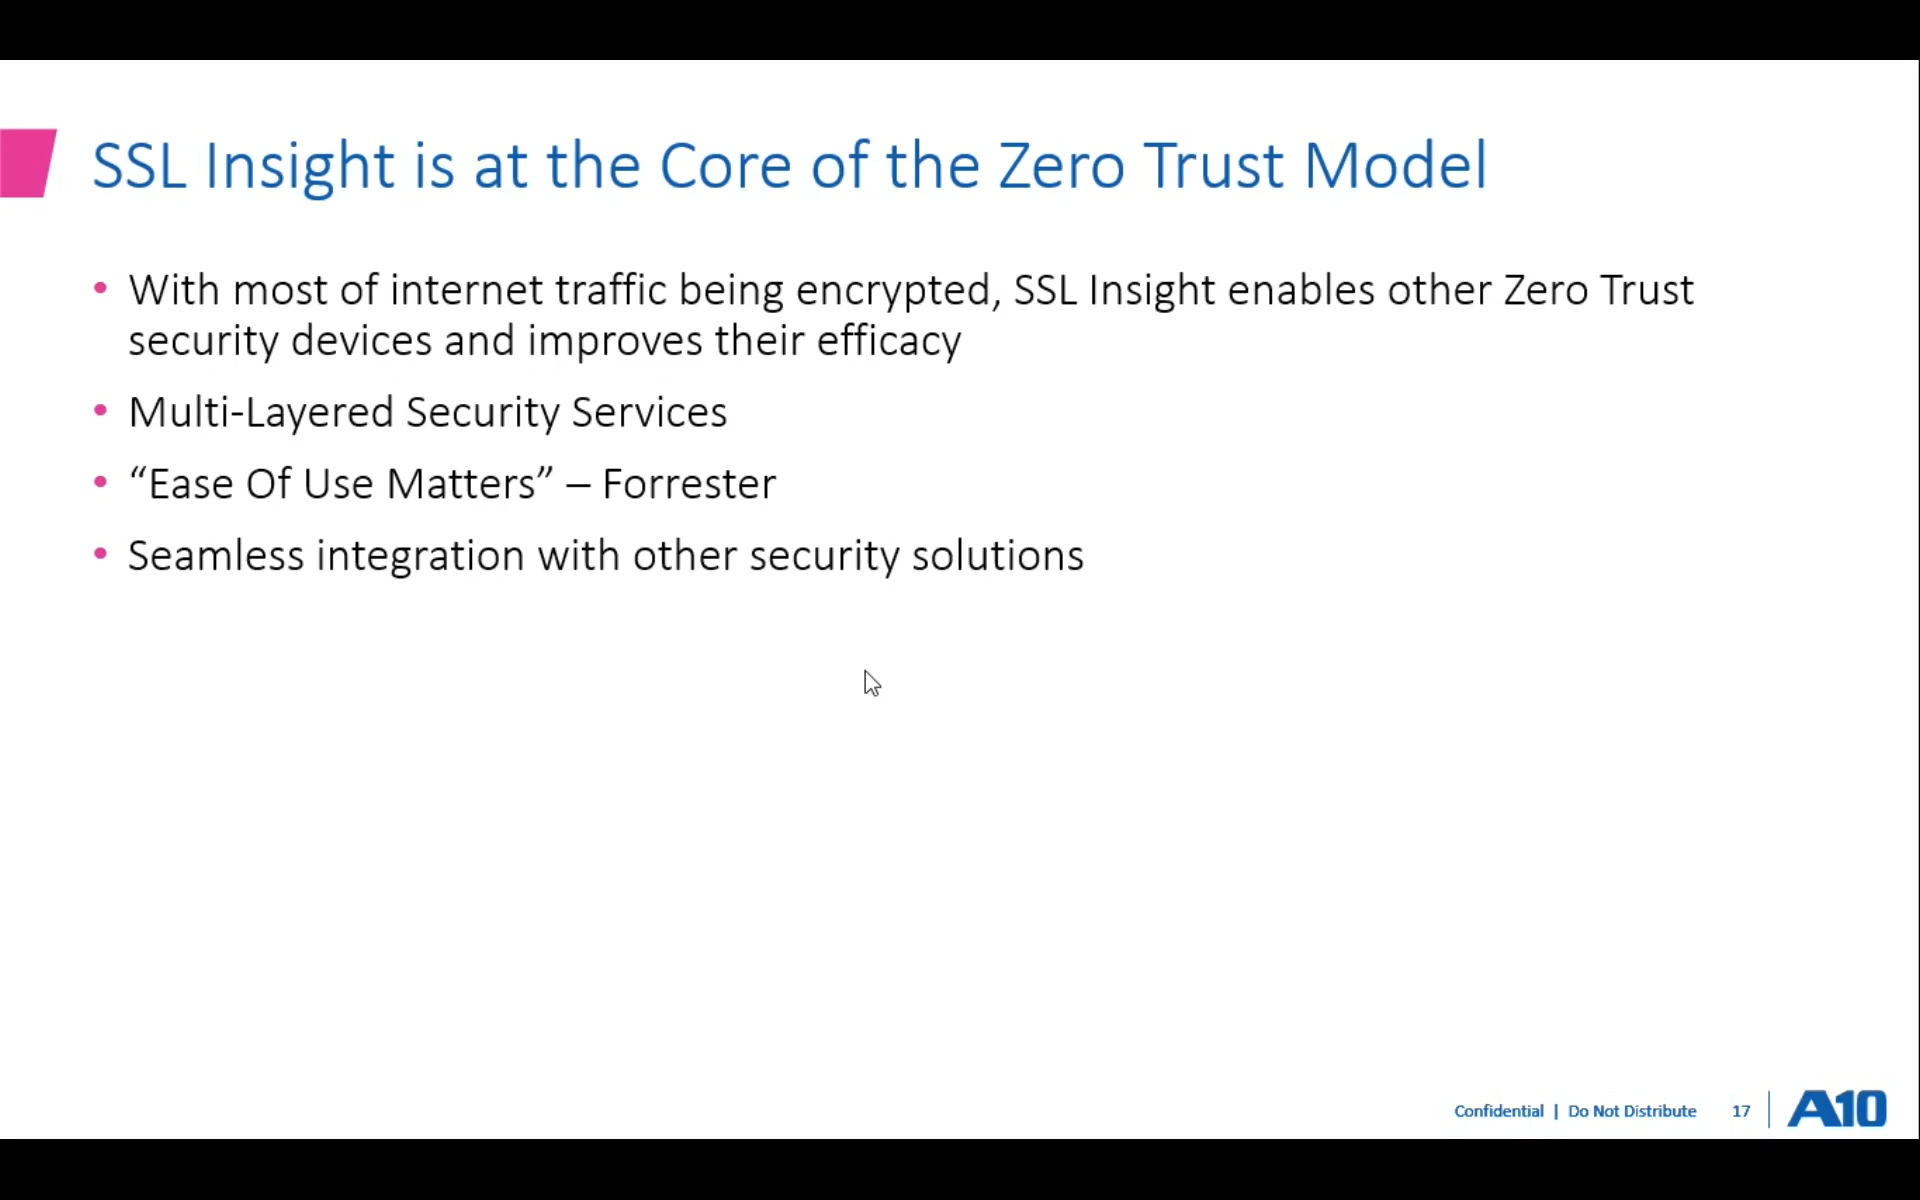 SSL Insight is at the Core of the Zero Trust Model
• With most of internet traffic being encrypted, SSL Insight enables other Zero Trust
security devices and improves their efficacy
• Multi-Layered Security Services
• “Ease Of Use Matters” – Forrester
• Seamless integration with other security solutions
Confidential | Do Not Distribute 17 A10